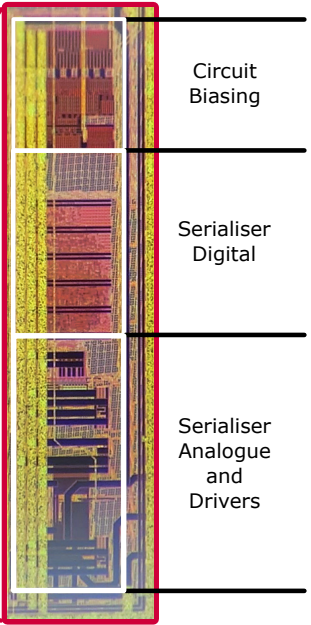 Circuit
Biasing
Serialiser
Digital
Serialiser
Analogue
and
Drivers